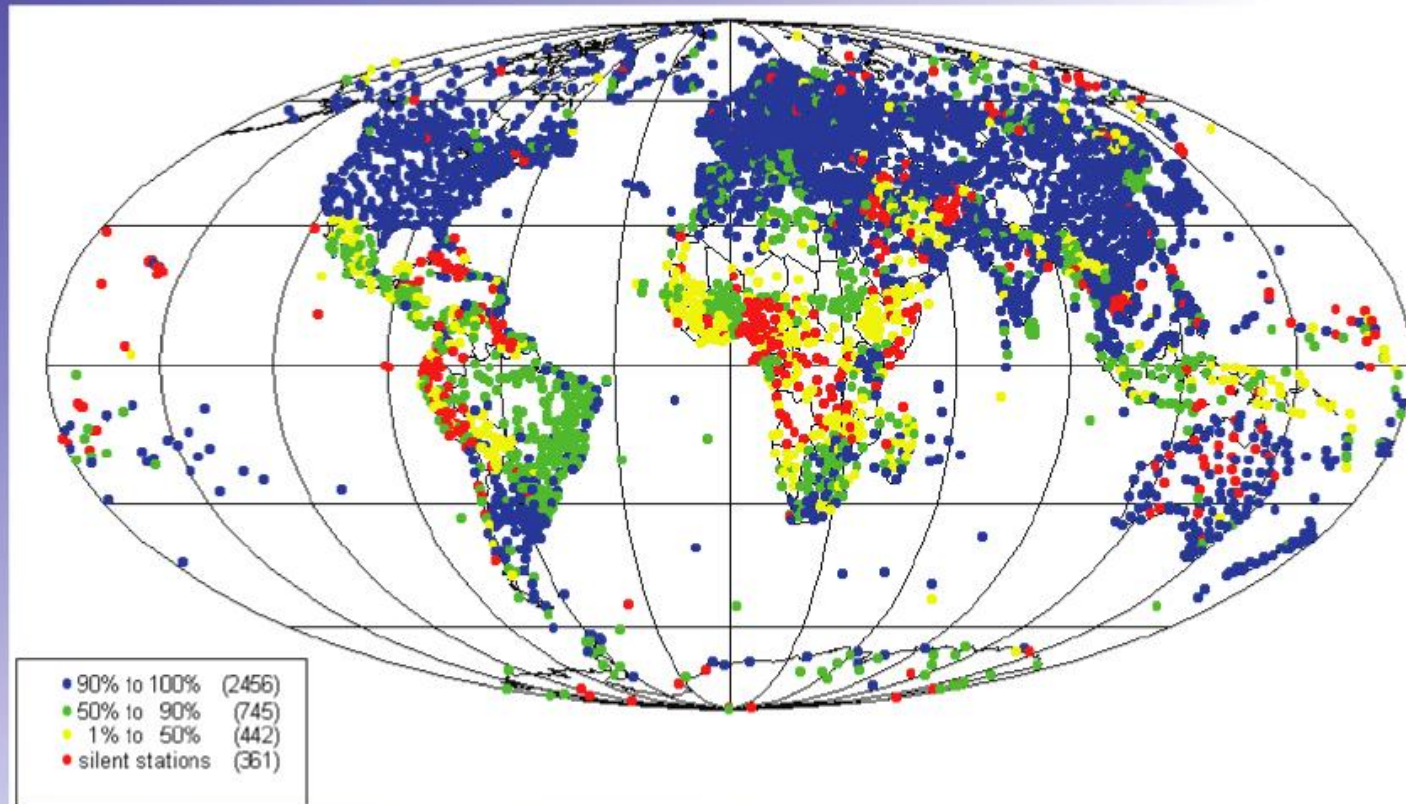 90% to 100% (2456)
50% to 90% (745)
1% to 50% (442)
silent stations (361)